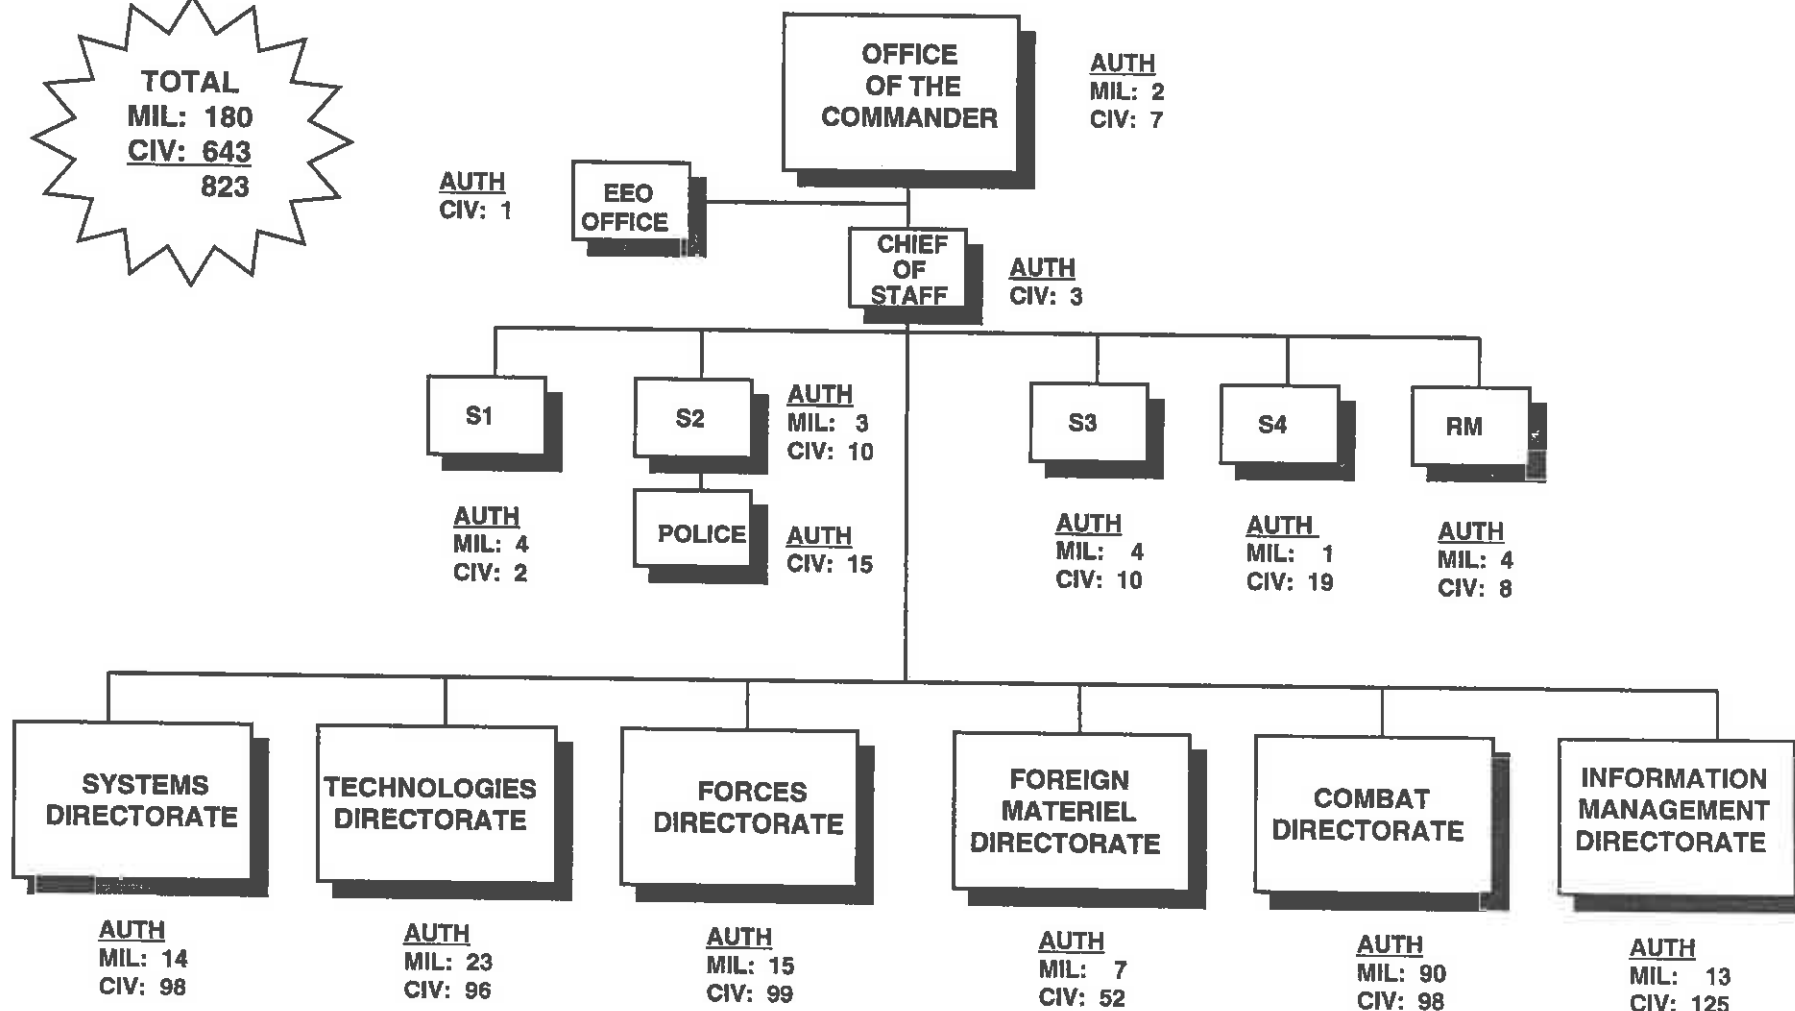 TOTAL
MIL: 180
CIV: 643
823
OFFICE
OF THE
COMMANDER
AUTH
MIL: 2
CIV: 7
AUTH
CIV: 1
EEO
OFFICE
CHIEF
OF
STAFF
AUTH
CIV: 3
S1
AUTH
MIL: 4
CIV: 2
S2
AUTH
MIL: 3
CIV: 10
POLICE
AUTH
CIV: 15
S3
AUTH
MIL: 4
CIV: 10
S4
AUTH
MIL: 1
CIV: 19
RM
AUTH
MIL: 4
CIV: 8
SYSTEMS
DIRECTORATE
AUTH
MIL: 14
CIV: 98
TECHNOLOGIES
DIRECTORATE
AUTH
MIL: 23
CIV: 96
FORCES
DIRECTORATE
AUTH
MIL: 15
CIV: 99
FOREIGN
MATERIEL
DIRECTORATE
AUTH
MIL: 7
CIV: 52
COMBAT
DIRECTORATE
AUTH
MIL: 90
CIV: 98
INFORMATION
MANAGEMENT
DIRECTORATE
AUTH
MIL: 13
CIV: 125